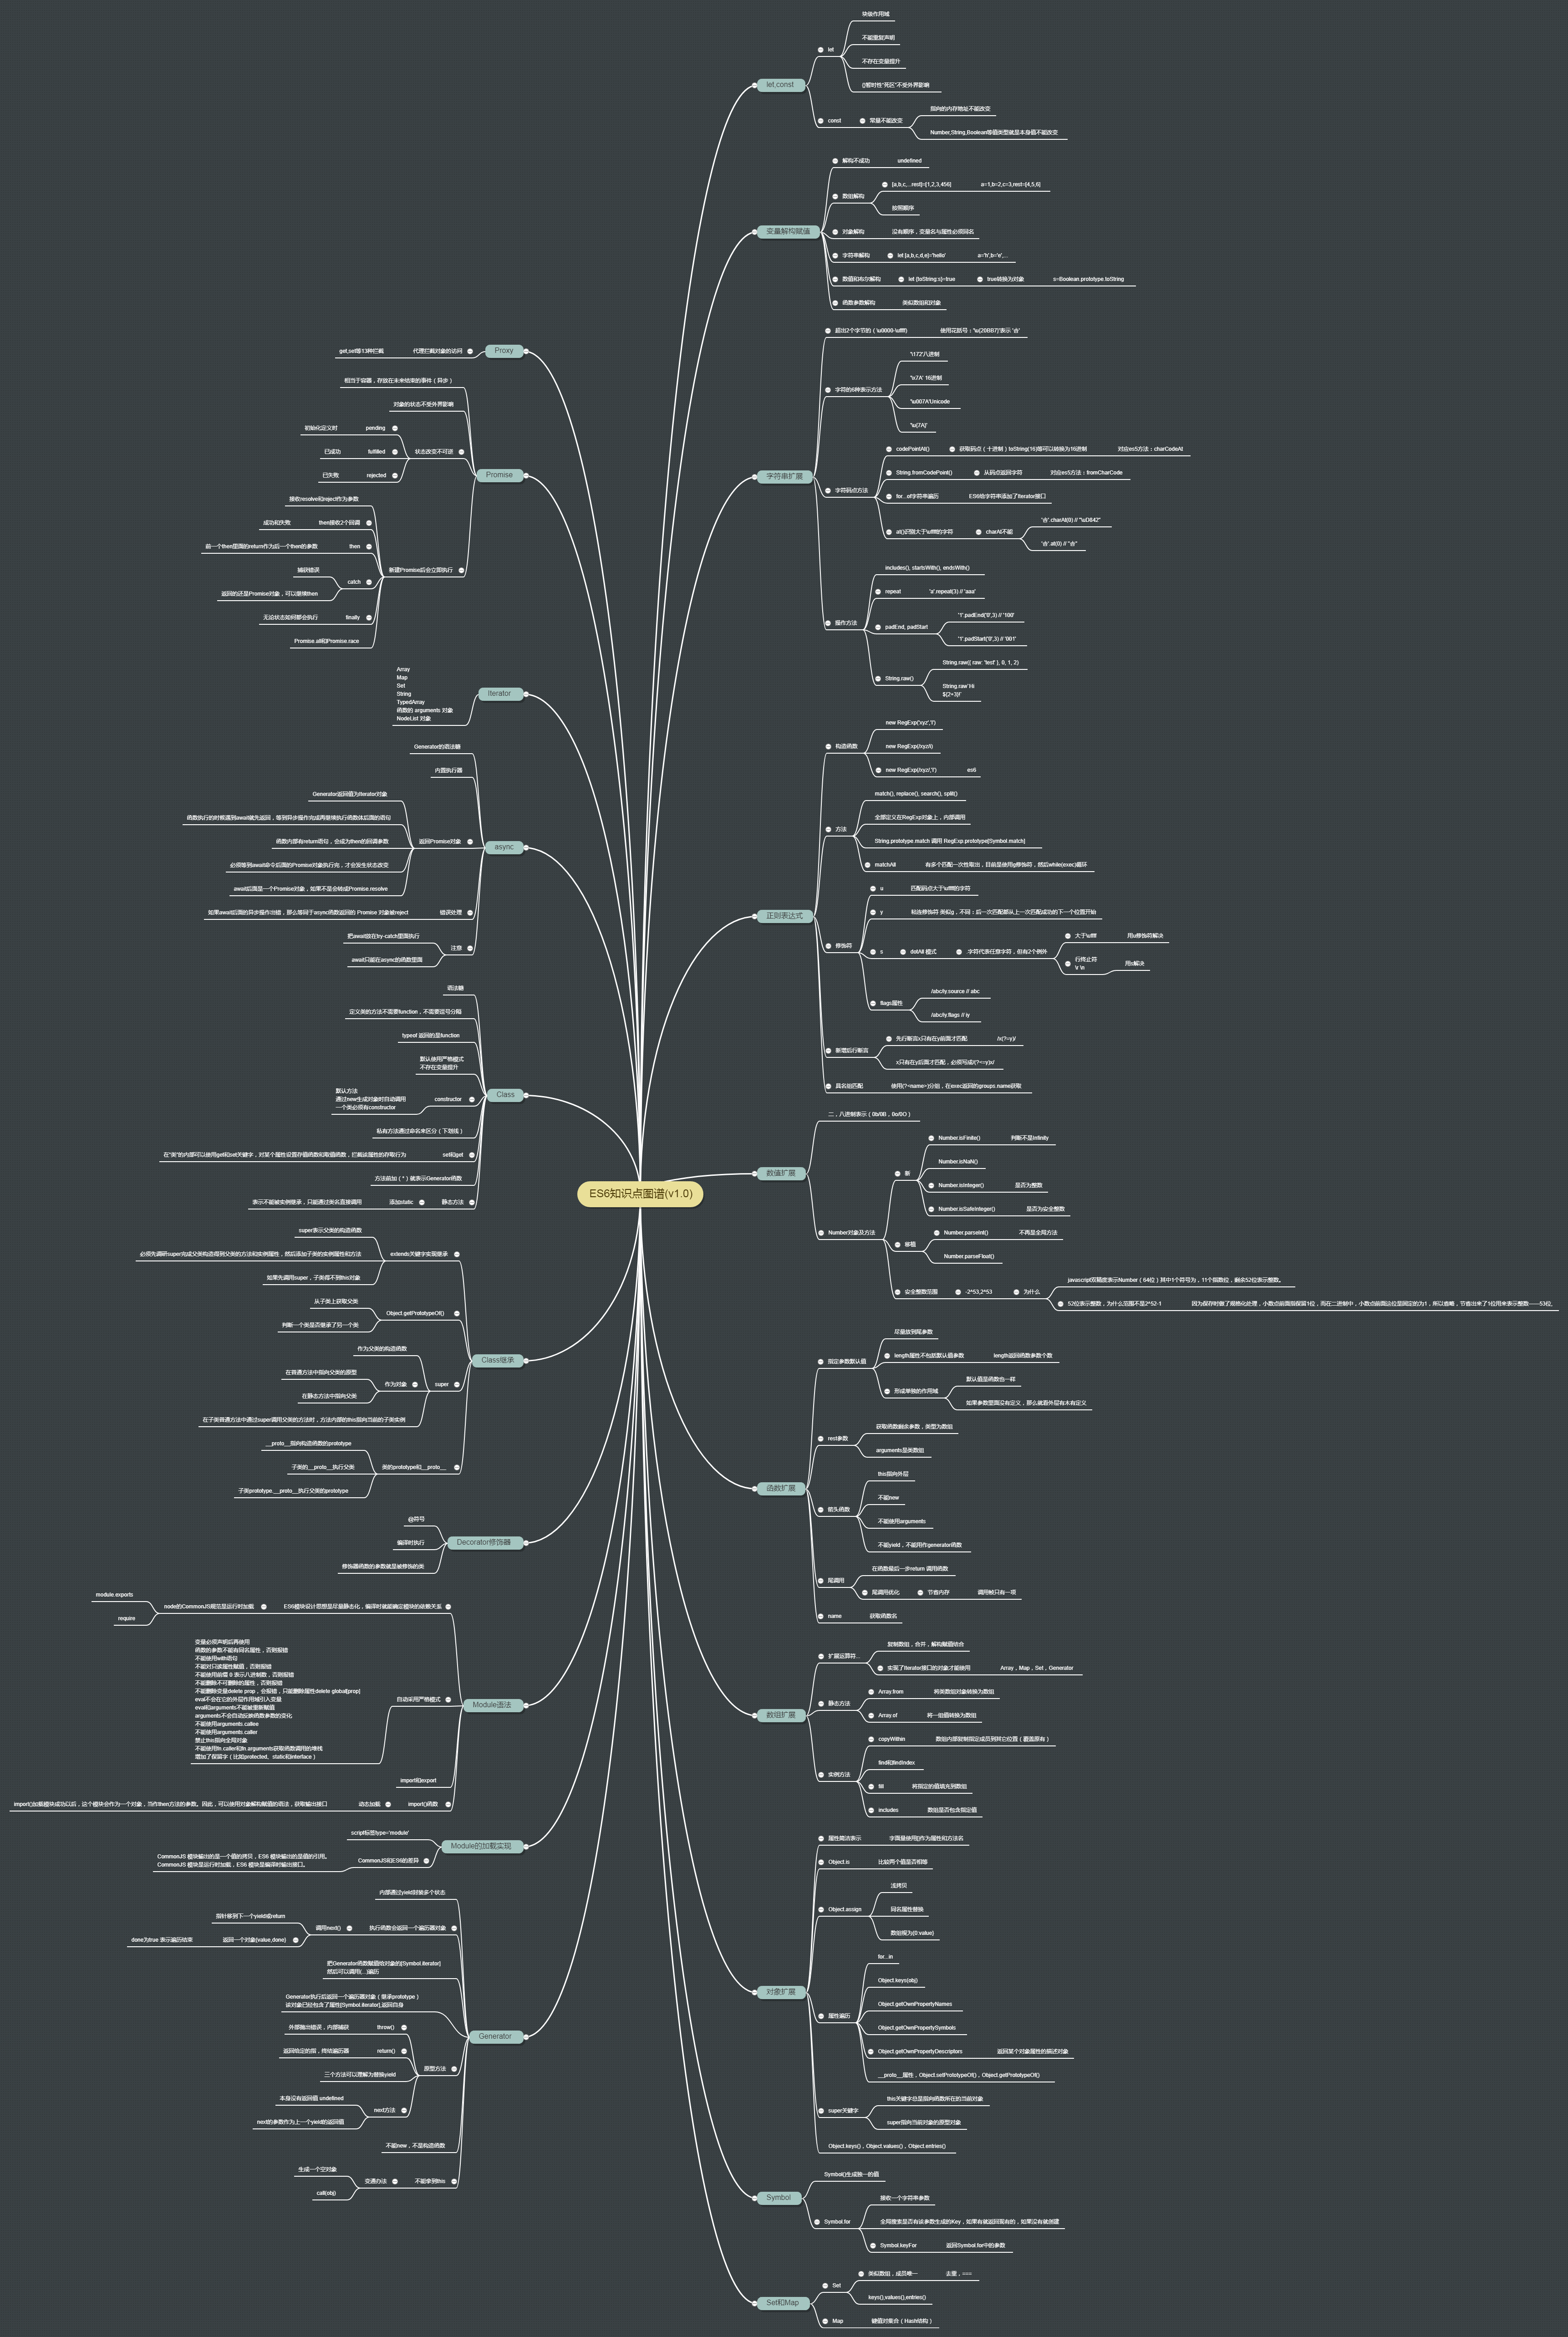 ES6知识点图谱(v1.0)
let,const
let
块级作用域
不能重复声明
不存在变量提升
{}暂时性"死区"不受外界影响
const
常量不能改变
指向的内存地址不能改变
Number,String,Boolean等值类型就是本身值不能改变
变量解构赋值
解构不成功
undefined
数组解构
[a,b,c,...rest]=[1,2,3,456]
a=1,b=2,c=3,rest=[4,5,6]
按照顺序
对象解构
没有顺序，变量名与属性必须同名
字符串解构
let [a,b,c,d,e]='hello'
a='h',b='e',...
数值和布尔解构
let {toString:s}=true
true转换为对象
s=Boolean.prototype.toString
函数参数解构
类似数组和对象
字符串扩展
超出2个字节的（\u0000-\uffff）
使用花括号："\u{20BB7}"表示 '𠮷'
字符的6种表示方法
'\172'八进制
'\x7A' 16进制
'\u007A'Unicode
'\u{7A}'
字符码点方法
codePointAt()
获取码点（十进制）toString(16)等可以转换为16进制
对应es5方法：charCodeAt
String.fromCodePoint()
从码点返回字符
对应es5方法：fromCharCode
for...of字符串遍历
ES6给字符串添加了Iterator接口
at()识别大于\uffff的字符
charAt不能
'𠮷'.charAt(0) // "\uD842"
'𠮷'.at(0) // "𠮷"
操作方法
includes(), startsWith(), endsWith()
repeat
'a'.repeat(3) // 'aaa'
padEnd, padStart
'1'.padEnd('0',3) // '100'
'1'.padStart('0',3) // '001'
String.raw()
String.raw({ raw: 'test' }, 0, 1, 2)
String.raw`Hi
${2+3}!`
正则表达式
构造函数
new RegExp('xyz','i')
new RegExp(/xyz/i)
new RegExp(/xyz/,'i')
es6
方法
match(), replace(), search(), split()
全部定义在RegExp对象上，内部调用
String.prototype.match 调用 RegExp.prototype[Symbol.match]
matchAll
有多个匹配一次性取出，目前是使用g修饰符，然后while(exec)循环
修饰符
u
匹配码点大于\uffff的字符
y
粘连修饰符 类似g，不同：后一次匹配都从上一次匹配成功的下一个位置开始
s
dotAll 模式
. 字符代表任意字符，但有2个例外
大于\uffff
用u修饰符解决
行终止符
\r \n
用s解决
flags属性
/abc/iy.source // abc
/abc/iy.flags // iy
新增后行断言
先行断言x只有在y前面才匹配
/x(?=y)/
x只有在y后面才匹配，必须写成/(?<=y)x/
具名组匹配
使用(?<name>)分组，在exec返回的groups.name获取
数值扩展
二，八进制表示（0b/0B，0o/0O）
Number对象及方法
新
Number.isFinite()
判断不是Infinity
Number.isNaN()
Number.isInteger()
是否为整数
Number.isSafeInteger()
是否为安全整数
移植
Number.parseInt()
不再是全局方法
Number.parseFloat()
安全整数范围
-2^53,2^53
为什么
javascript双精度表示Number（64位）其中1个符号为，11个指数位，剩余52位表示整数。
52位表示整数，为什么范围不是2^52-1
因为保存时做了规格化处理，小数点前面指保留1位，而在二进制中，小数点前面这位是固定的为1，所以省略，节省出来了1位用来表示整数——53位。
函数扩展
指定参数默认值
尽量放到尾参数
length属性不包括默认值参数
length返回函数参数个数
形成单独的作用域
默认值是函数也一样
如果参数里面没有定义，那么就看外层有木有定义
rest参数
获取函数剩余参数，类型为数组
arguments是类数组
箭头函数
this指向外层
不能new
不能使用arguments
不能yield，不能用作generator函数
尾调用
在函数最后一步return 调用函数
尾调用优化
节省内存
调用帧只有一项
name
获取函数名
数组扩展
扩展运算符...
复制数组，合并，解构赋值结合
实现了Iterator接口的对象才能使用
Array，Map，Set，Generator
静态方法
Array.from
将类数组对象转换为数组
Array.of
将一组值转换为数组
实例方法
copyWithin
数组内部复制指定成员到其它位置（覆盖原有）
find和findIndex
fill
将指定的值填充到数组
includes
数组是否包含指定值
对象扩展
属性简洁表示
字面量使用[]作为属性和方法名
Object.is
比较两个值是否相等
Object.assign
浅拷贝
同名属性替换
数组视为{0:value}
属性遍历
for...in
Object.keys(obj)
Object.getOwnPropertyNames
Object.getOwnPropertySymbols
Object.getOwnPropertyDescriptors
返回某个对象属性的描述对象
__proto__属性，Object.setPrototypeOf()，Object.getPrototypeOf()
super关键字
this关键字总是指向函数所在的当前对象
super指向当前对象的原型对象
Object.keys()，Object.values()，Object.entries()
Symbol
Symbol()生成独一的值
Symbol.for
接收一个字符串参数
全局搜索是否有该参数生成的Key，如果有就返回现有的，如果没有就创建
Symbol.keyFor
返回Symbol.for中的参数
Set和Map
Set
类似数组，成员唯一
去重，===
keys(),values(),entries()
Map
键值对集合（Hash结构）
Proxy
代理拦截对象的访问
get,set等13种拦截
Promise
相当于容器，存放在未来结束的事件（异步）
对象的状态不受外界影响
状态改变不可逆
pending
初始化定义时
fulfilled
已成功
rejected
已失败
新建Promise后会立即执行
接收resolve和reject作为参数
then接收2个回调
成功和失败
then
前一个then里面的return作为后一个then的参数
catch
捕获错误
返回的还是Promise对象，可以继续then
finally
无论状态如何都会执行
Promise.all和Promise.race
Iterator
Array
Map
Set
String
TypedArray
函数的 arguments 对象
NodeList 对象
async
Generator的语法糖
内置执行器
返回Promise对象
Generator返回值为Iterator对象
函数执行的时候遇到await就先返回，等到异步操作完成再继续执行函数体后面的语句
函数内部有return语句，会成为then的回调参数
必须等到await命令后面的Promise对象执行完，才会发生状态改变
await后面是一个Promise对象，如果不是会转成Promise.resolve
错误处理
如果await后面的异步操作出错，那么等同于async函数返回的 Promise 对象被reject
注意
把await放在try-catch里面执行
await只能在async的函数里面
Class
语法糖
定义类的方法不需要function，不需要逗号分隔
typeof 返回的是function
默认使用严格模式
不存在变量提升
constructor
默认方法
通过new生成对象时自动调用
一个类必须有constructor
私有方法通过命名来区分（下划线）
set和get
在"类"的内部可以使用get和set关键字，对某个属性设置存值函数和取值函数，拦截该属性的存取行为
方法前加（*）就表示Generator函数
静态方法
添加static
表示不能被实例继承，只能通过类名直接调用
Class继承
extends关键字实现继承
super表示父类的构造函数
必须先调用super完成父类构造得到父类的方法和实例属性，然后添加子类的实例属性和方法
如果先调用super，子类得不到this对象
Object.getPrototypeOf()
从子类上获取父类
判断一个类是否继承了另一个类
super
作为父类的构造函数
作为对象
在普通方法中指向父类的原型
在静态方法中指向父类
在子类普通方法中通过super调用父类的方法时，方法内部的this指向当前的子类实例
类的prototype和__proto__
__proto__指向构造函数的prototype
子类的__proto__执行父类
子类prototype.__proto__执行父类的prototype
Decorator修饰器
@符号
编译时执行
修饰器函数的参数就是被修饰的类
Module语法
ES6模块设计思想是尽量静态化，编译时就能确定模块的依赖关系
node的CommonJS规范是运行时加载
module.exports
require
自动采用严格模式
变量必须声明后再使用
函数的参数不能有同名属性，否则报错
不能使用with语句
不能对只读属性赋值，否则报错
不能使用前缀 0 表示八进制数，否则报错
不能删除不可删除的属性，否则报错
不能删除变量delete prop，会报错，只能删除属性delete global[prop]
eval不会在它的外层作用域引入变量
eval和arguments不能被重新赋值
arguments不会自动反映函数参数的变化
不能使用arguments.callee
不能使用arguments.caller
禁止this指向全局对象
不能使用fn.caller和fn.arguments获取函数调用的堆栈
增加了保留字（比如protected、static和interface）
import和export
import()函数
动态加载
import()加载模块成功以后，这个模块会作为一个对象，当作then方法的参数。因此，可以使用对象解构赋值的语法，获取输出接口
Module的加载实现
script标签type='module'
CommonJS和ES6的差异
CommonJS 模块输出的是一个值的拷贝，ES6 模块输出的是值的引用。
CommonJS 模块是运行时加载，ES6 模块是编译时输出接口。
Generator
内部通过yield封装多个状态
执行函数会返回一个遍历器对象
调用next()
指针移到下一个yield或return
返回一个对象{value,done}
done为true 表示遍历结束
把Generator函数赋值给对象的[Symbol.iterator]
然后可以调用(...)遍历
Generator执行后返回一个遍历器对象（继承prototype）
该对象已经包含了属性[Symbol.iterator],返回自身
原型方法
throw()
外部抛出错误，内部捕获
return()
返回给定的指，终结遍历器
三个方法可以理解为替换yield
next方法
本身没有返回值 undefined
next的参数作为上一个yield的返回值
不能new，不是构造函数
不能拿到this
变通办法
生成一个空对象
call(obj)